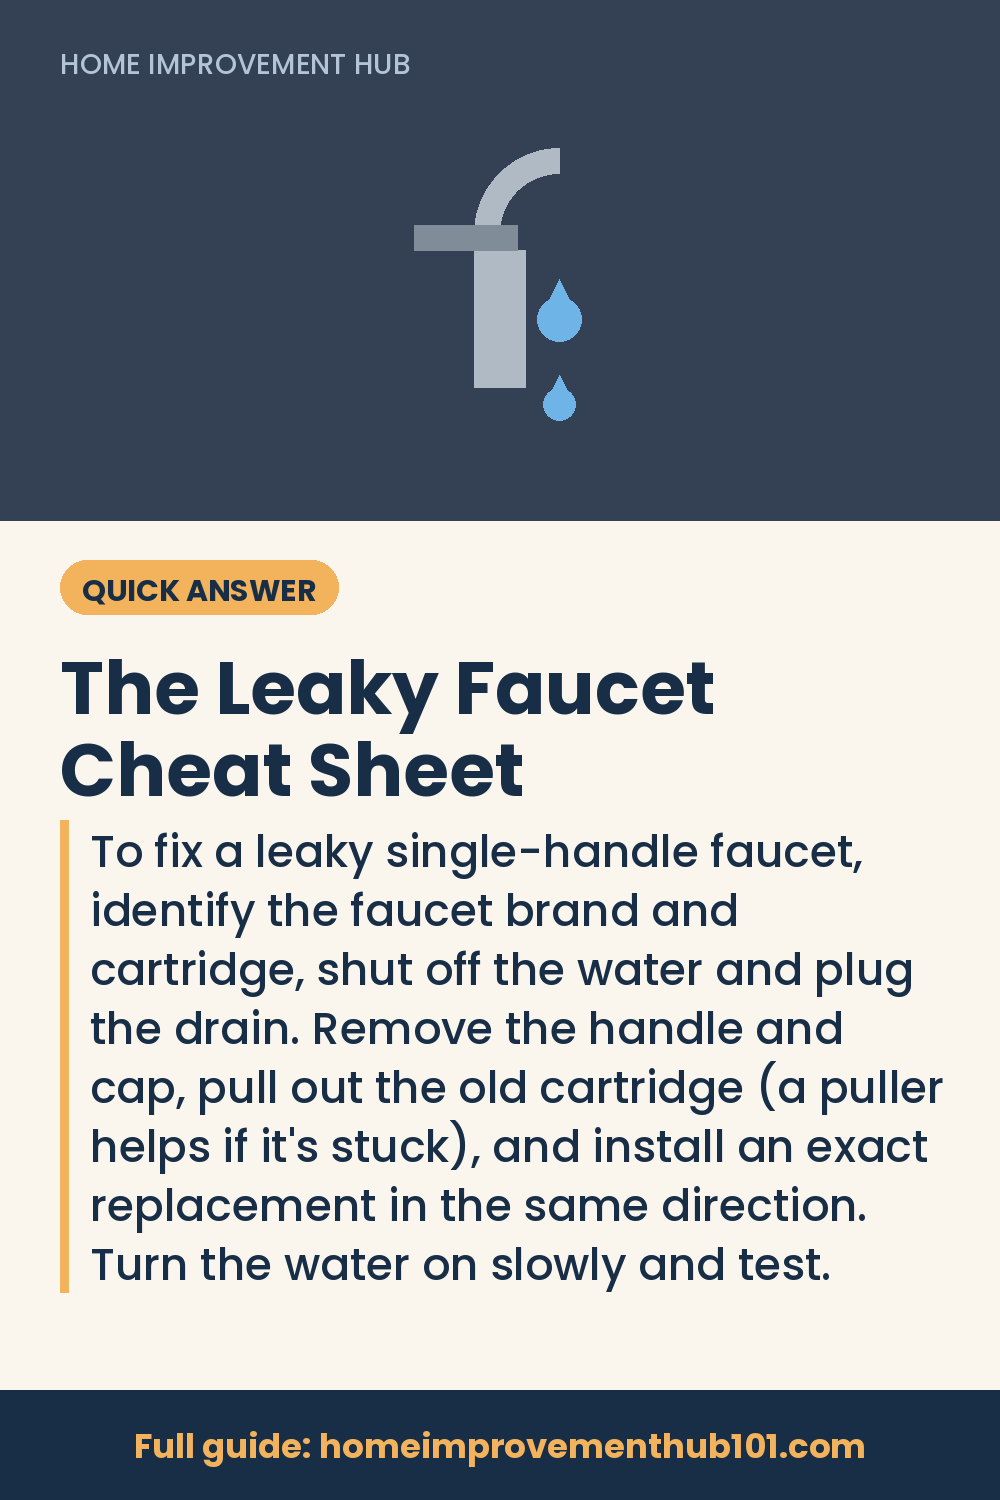 HOME IMPROVEMENT HUB
QUICK ANSWER
The Leaky Faucet
Cheat Sheet
To fix a leaky single-handle faucet,
identify the faucet brand and
cartridge, shut off the water and plug
the drain. Remove the handle and
cap, pull out the old cartridge (a puller
helps if it's stuck), and install an exact
replacement in the same direction.
Turn the water on slowly and test.
Full guide: homeimprovementhub101.com